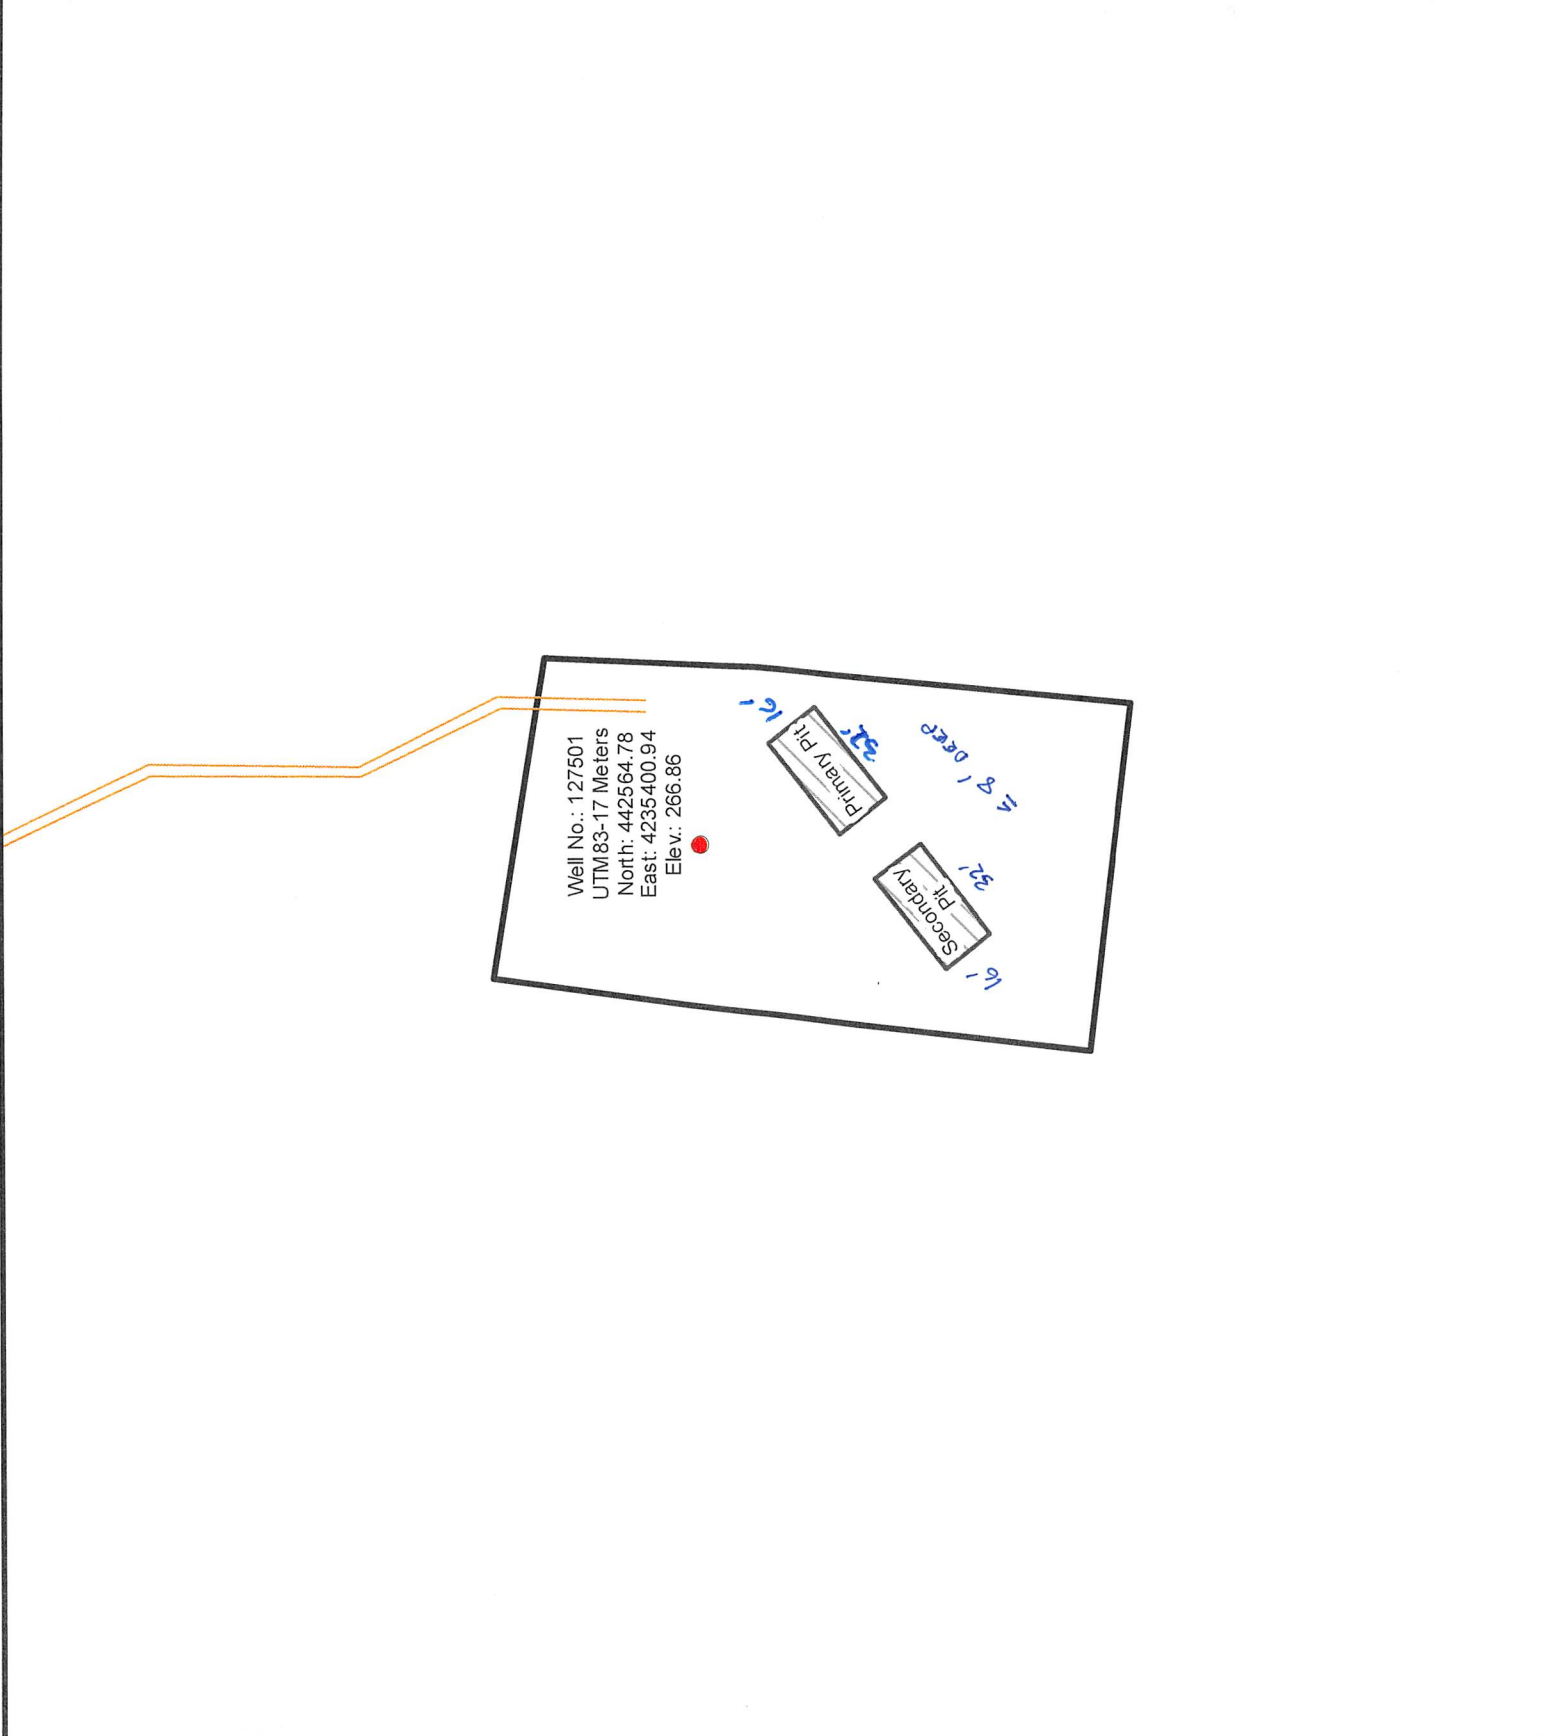 Well No.: 127501
UTM83-17 Meters
North: 442564.78
East: 4235400.94
Elev.: 266.86
16'
Primary Pit
32'
≤ 8' DEEP
Secondary
Pit
32'
16'